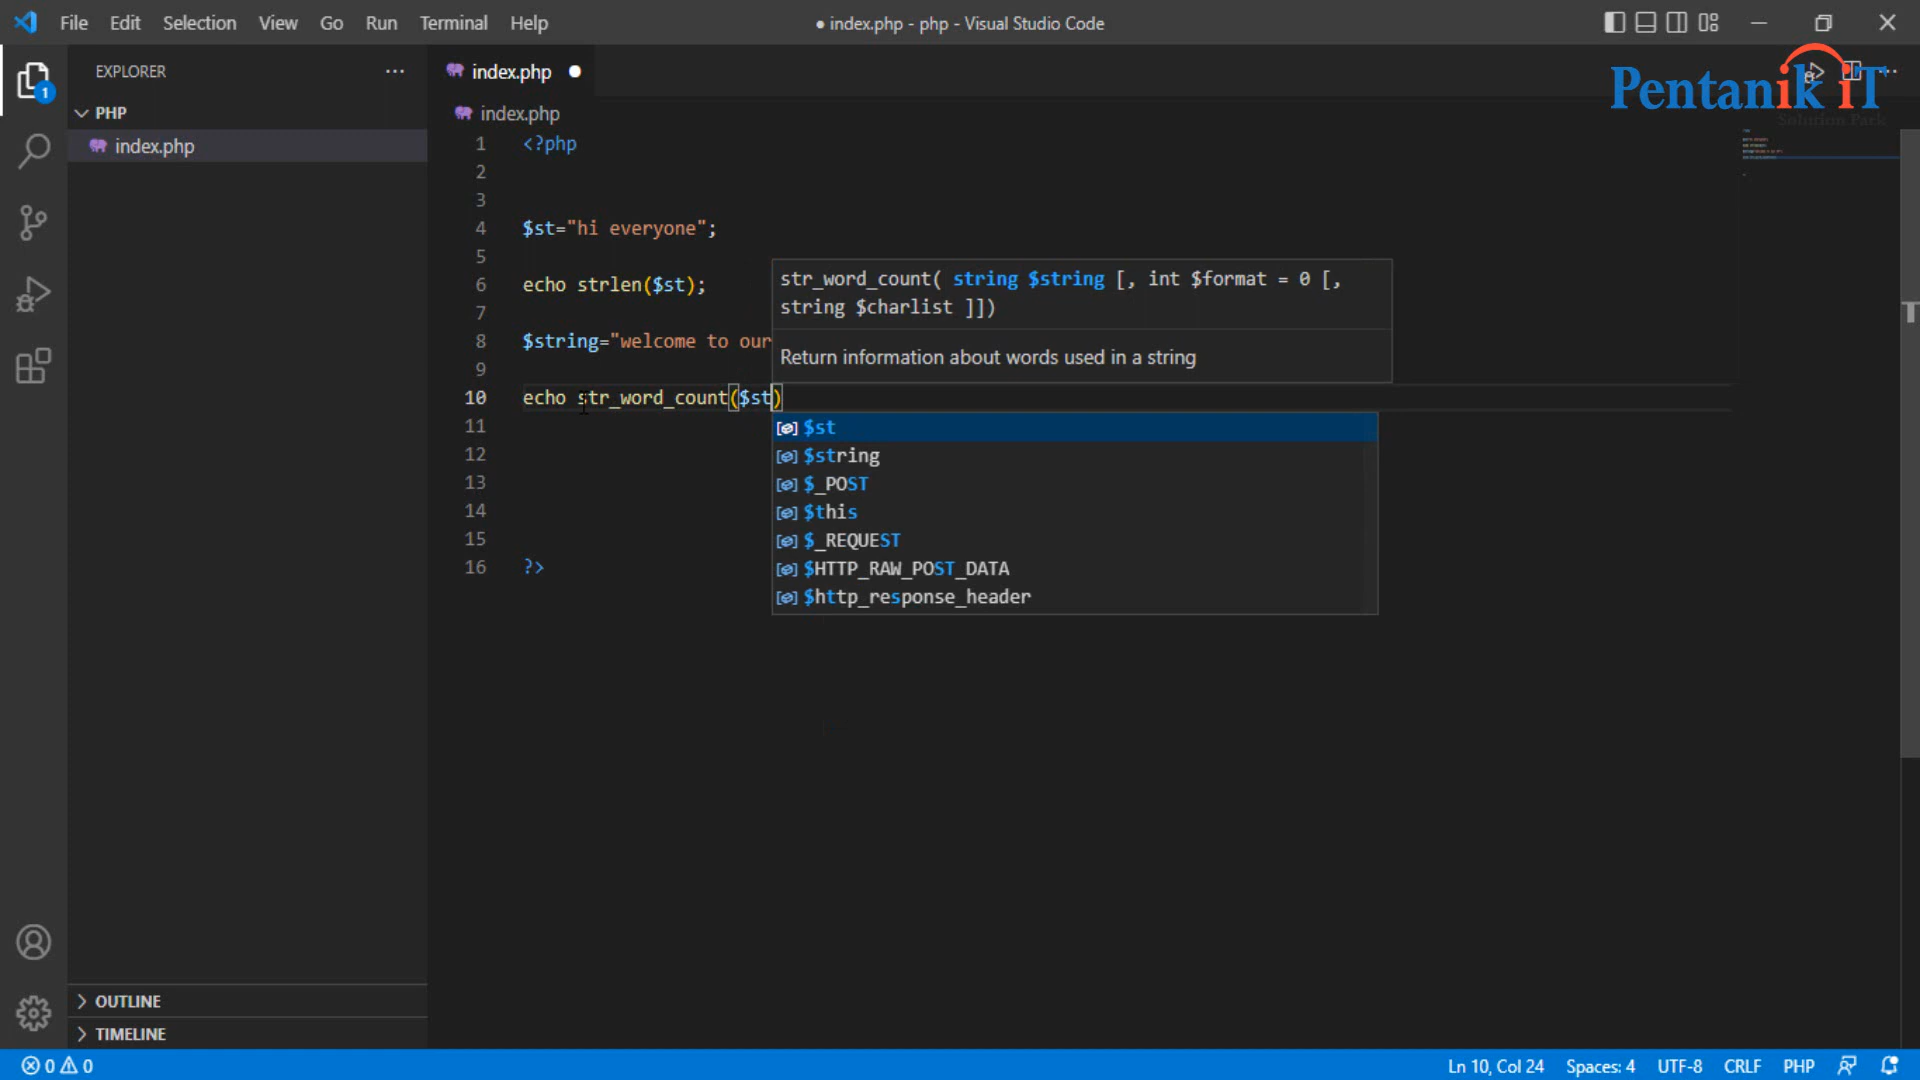 File Edit Selection View Go Run Terminal Help
● index.php - php - Visual Studio Code
Pentanik iT
Solution Park
EXPLORER
PHP
index.php
1
index.php
index.php
1 <?php
2
3
4 $st="hi everyone";
5
6 echo strlen($st);
7
8 $string="welcome to our
9
10 echo str_word_count($st)
11
12
13
14
15
16 ?>
str_word_count( string $string [, int $format = 0 [,
string $charlist ]])
Return information about words used in a string
$st
$string
$_POST
$this
$_REQUEST
$HTTP_RAW_POST_DATA
$http_response_header
OUTLINE
TIMELINE
0 0
Ln 10, Col 24 Spaces: 4 UTF-8 CRLF PHP